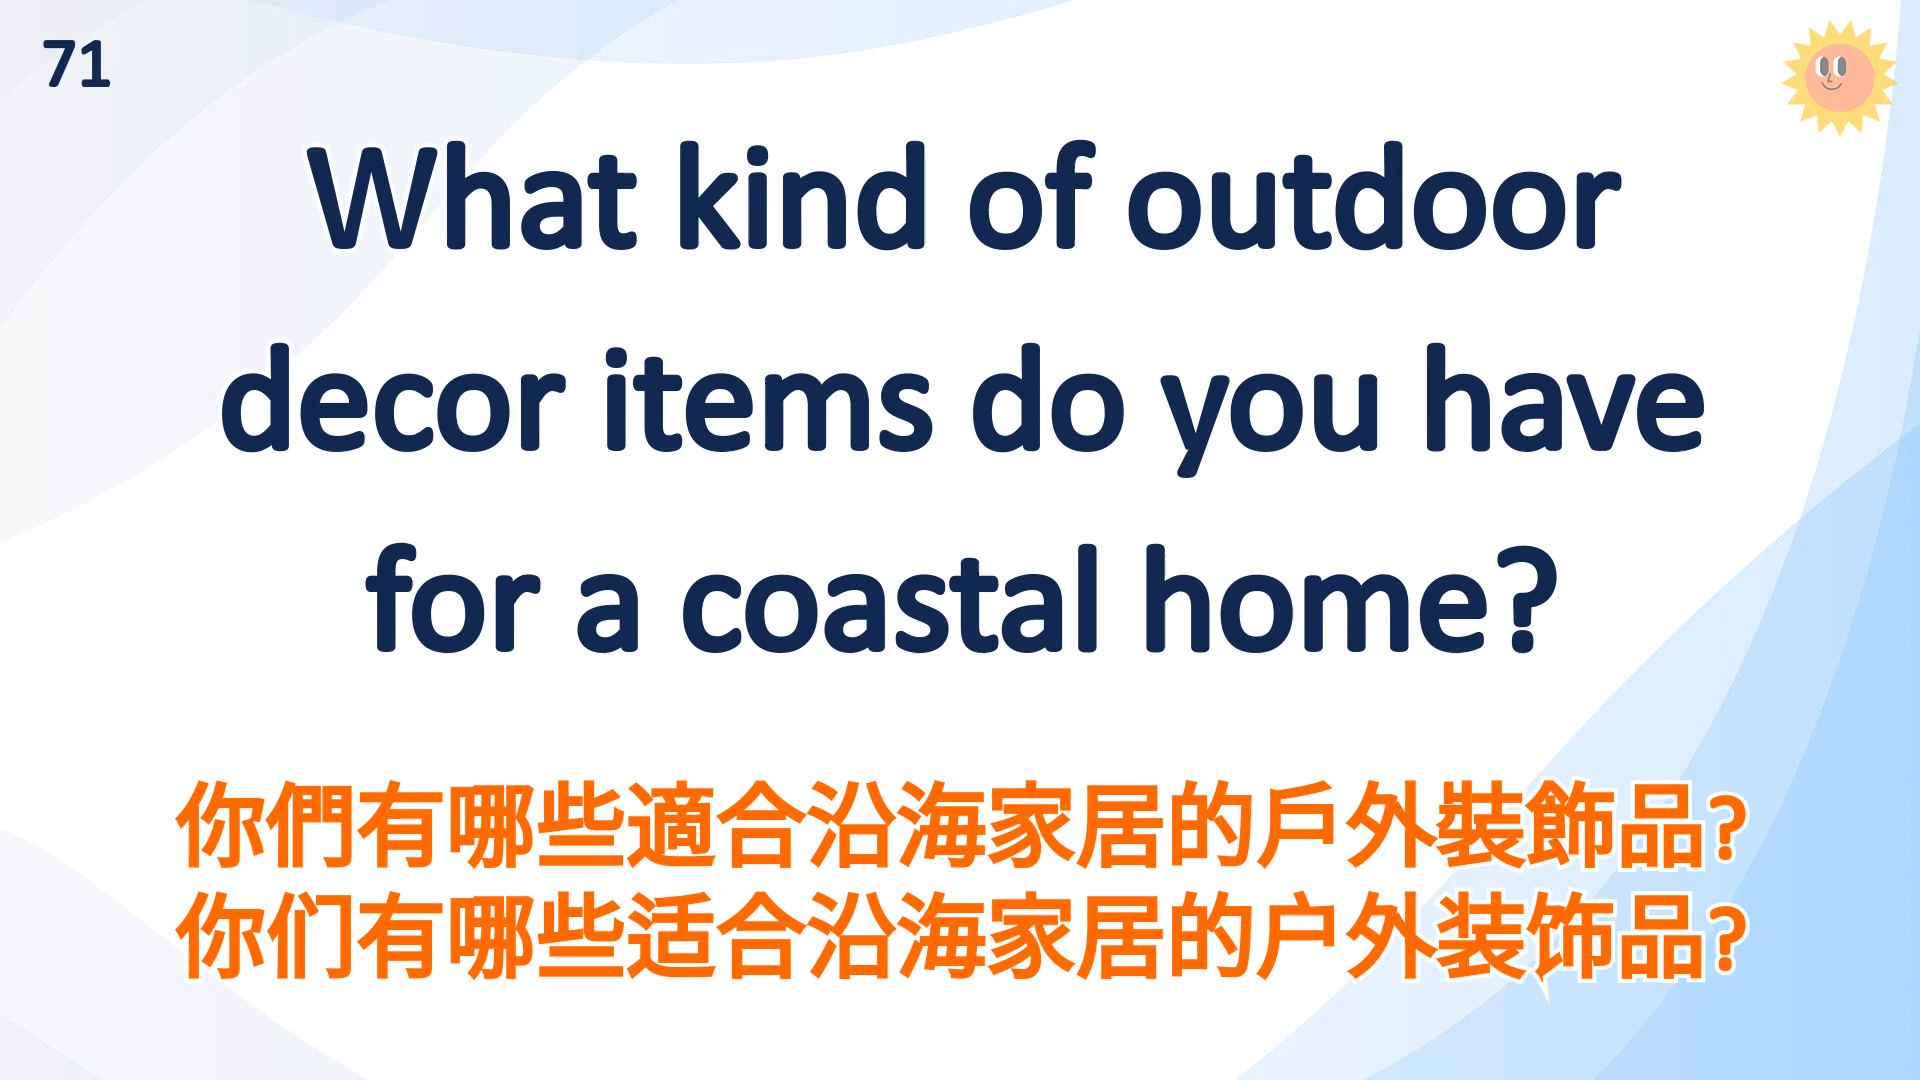 71
What kind of outdoor
decor items do you have
for a coastal home?
你們有哪些適合沿海家居的戶外裝飾品?
你们有哪些适合沿海家居的户外装饰品?